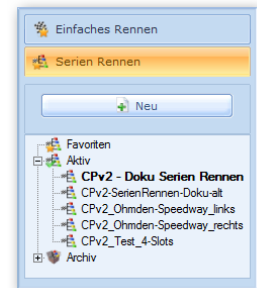 Einfaches Rennen
Serien Rennen
Neu
Favoriten
Aktiv
CPv2 - Doku Serien Rennen
CPv2-SerienRennen-Doku-alt
CPv2_Ohmden-Speedway_links
CPv2_Ohmden-Speedway_rechts
CPv2_Test_4-Slots
Archiv